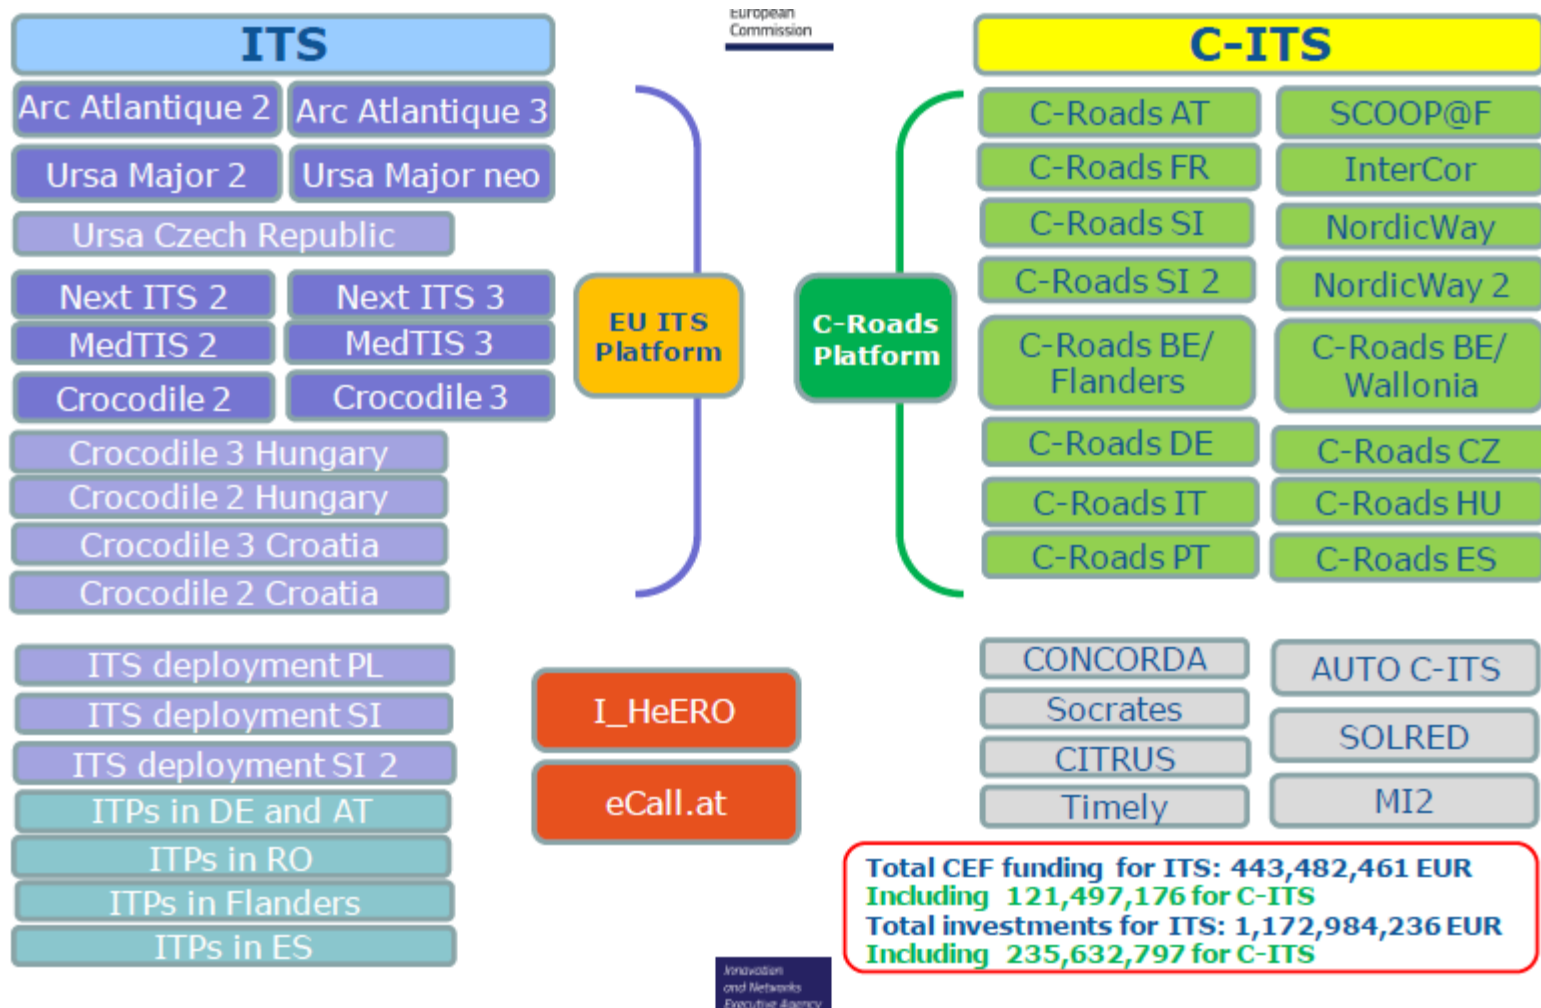 European
Commission
ITS
Arc Atlantique 2
Arc Atlantique 3
Ursa Major 2
Ursa Major neo
Ursa Czech Republic
Next ITS 2
Next ITS 3
MedTIS 2
MedTIS 3
Crocodile 2
Crocodile 3
Crocodile 3 Hungary
Crocodile 2 Hungary
Crocodile 3 Croatia
Crocodile 2 Croatia
ITS deployment PL
ITS deployment SI
ITS deployment SI 2
ITPs in DE and AT
ITPs in RO
ITPs in Flanders
ITPs in ES
EU ITS
Platform
C-Roads
Platform
I_HeERO
eCall.at
C-ITS
C-Roads AT
SCOOP@F
C-Roads FR
InterCor
C-Roads SI
NordicWay
C-Roads SI 2
NordicWay 2
C-Roads BE/
Flanders
C-Roads BE/
Wallonia
C-Roads DE
C-Roads CZ
C-Roads IT
C-Roads HU
C-Roads PT
C-Roads ES
CONCORDA
AUTO C-ITS
Socrates
SOLRED
CITRUS
Timely
MI2
Total CEF funding for ITS: 443,482,461 EUR
Including 121,497,176 for C-ITS
Total investments for ITS: 1,172,984,236 EUR
Including 235,632,797 for C-ITS
Innovation
and Networks
Executive Agency